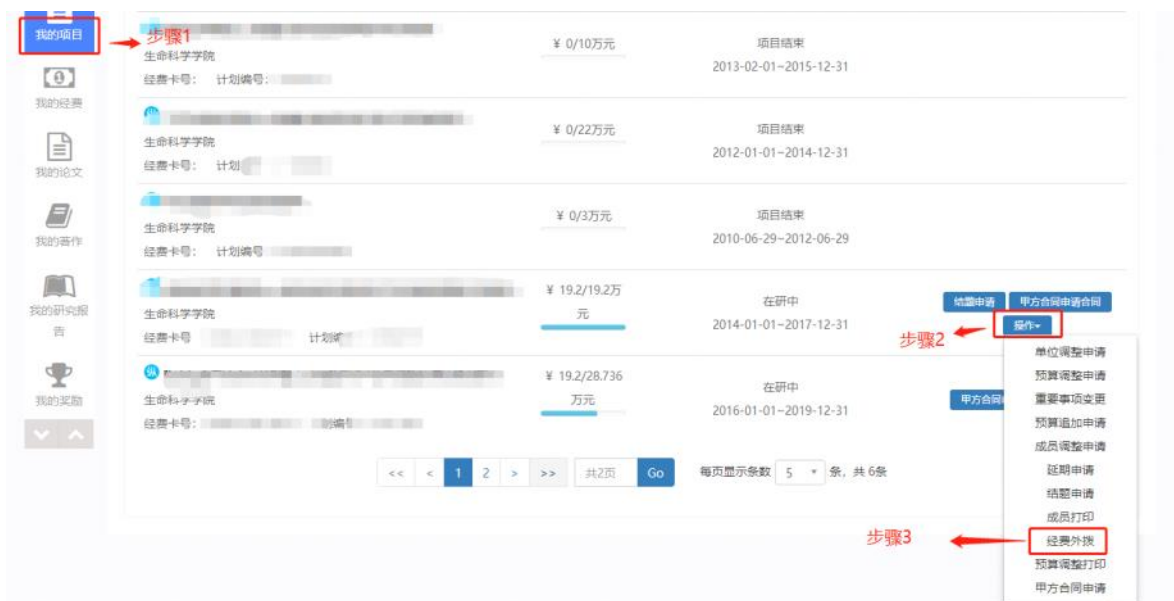 我的项目
步骤1
¥ 0/10万元
项目结束
生命科学学院
2013-02-01~2015-12-31
经费卡号： 计划编号：
我的经费
¥ 0/22万元
项目结束
生命科学学院
2012-01-01~2014-12-31
经费卡号： 计划
我的论文
¥ 0/3万元
项目结束
生命科学学院
2010-06-29~2012-06-29
经费卡号： 计划编号
我的著作
¥ 19.2/19.2万
元
在研中
结题申请 甲方合同申请合同
生命科学学院
2014-01-01~2017-12-31
操作
经费卡号 计划编
步骤2
我的研究报
告
纵
¥ 19.2/28.736
万元
在研中
甲方合同
生命科学学院
2016-01-01~2019-12-31
经费卡号：
我的奖励
单位调整申请
预算调整申请
重要事项变更
预算追加申请
成员调整申请
延期申请
结题申请
成员打印
经费外拨
预算调整打印
甲方合同申请
<< < 1 2 > >> 共2页 Go 每页显示条数 5 条，共 6条
步骤3